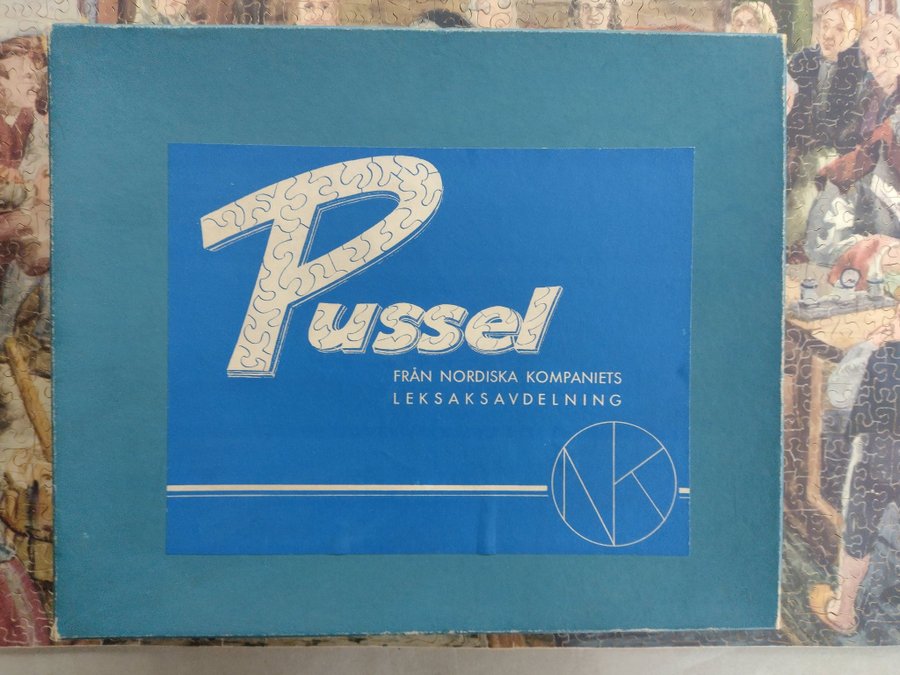 Pussel
FRÅN NORDISKA KOMPANIETS
LEKSAKSAVDELNING
NK